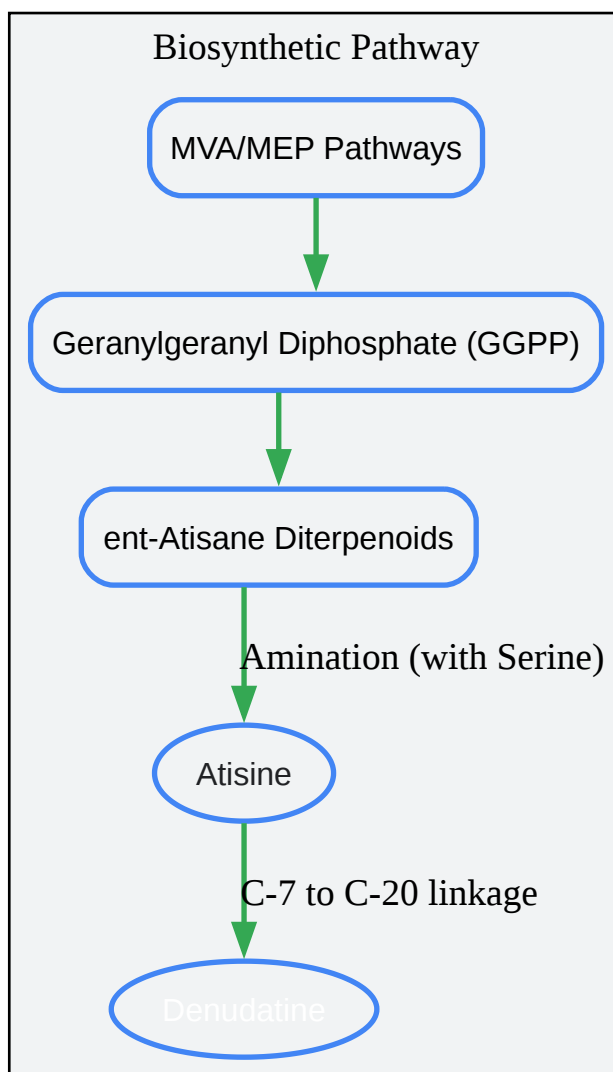 Biosynthetic Pathway
MVA/MEP Pathways
Geranylgeranyl Diphosphate (GGPP)
ent-Atisane Diterpenoids
Amination (with Serine)
Atisine
C-7 to C-20 linkage
Denudatine